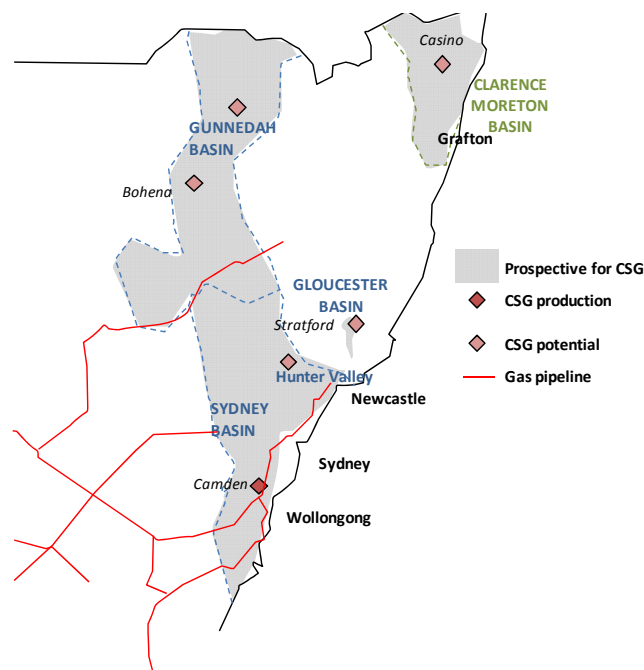 Casino
CLARENCE
MORETON
BASIN
Grafton
GUNNEDAH
BASIN
Bohena
GLOUCESTER
BASIN
Stratford
Hunter Valley
Newcastle
SYDNEY
BASIN
Sydney
Camden
Wollongong
Prospective for CSG
CSG production
CSG potential
Gas pipeline